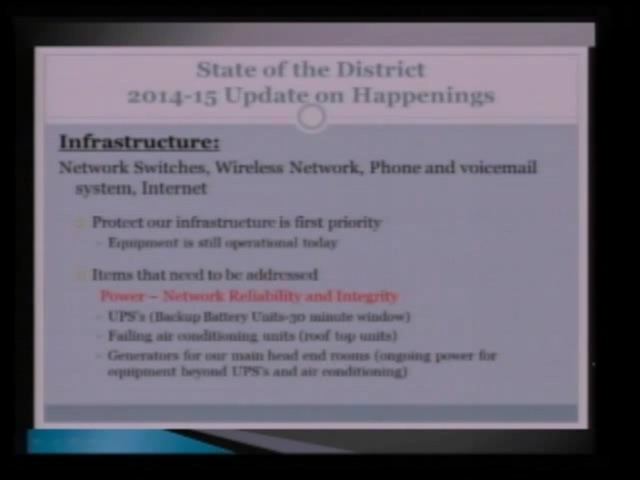 State of the District
2014-15 Update on Happenings
Infrastructure:
Network Switches, Wireless Network, Phone and voicemail
system, Internet
Protect our infrastructure is first priority
- Equipment is still operational today
Items that need to be addressed
Power – Network Reliability and Integrity
- UPS's (Backup Battery Units-30 minute window)
- Failing air conditioning units (roof top units)
- Generators for our main head end rooms (ongoing power for
equipment beyond UPS's and air conditioning)